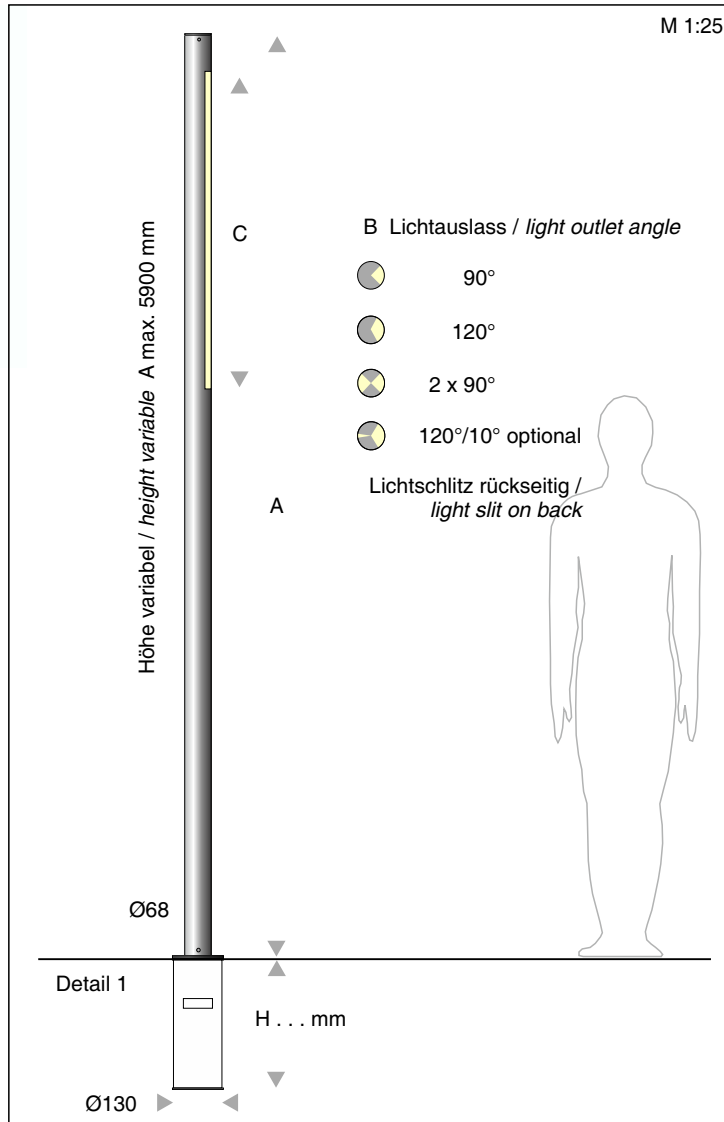 M 1:25
Höhe variabel / height variable A max. 5900 mm
C
B Lichtauslass / light outlet angle
90°
120°
2 x 90°
120°/10° optional
Lichtschlitz rückseitig /
light slit on back
A
Ø68
Detail 1
H . . . mm
Ø130